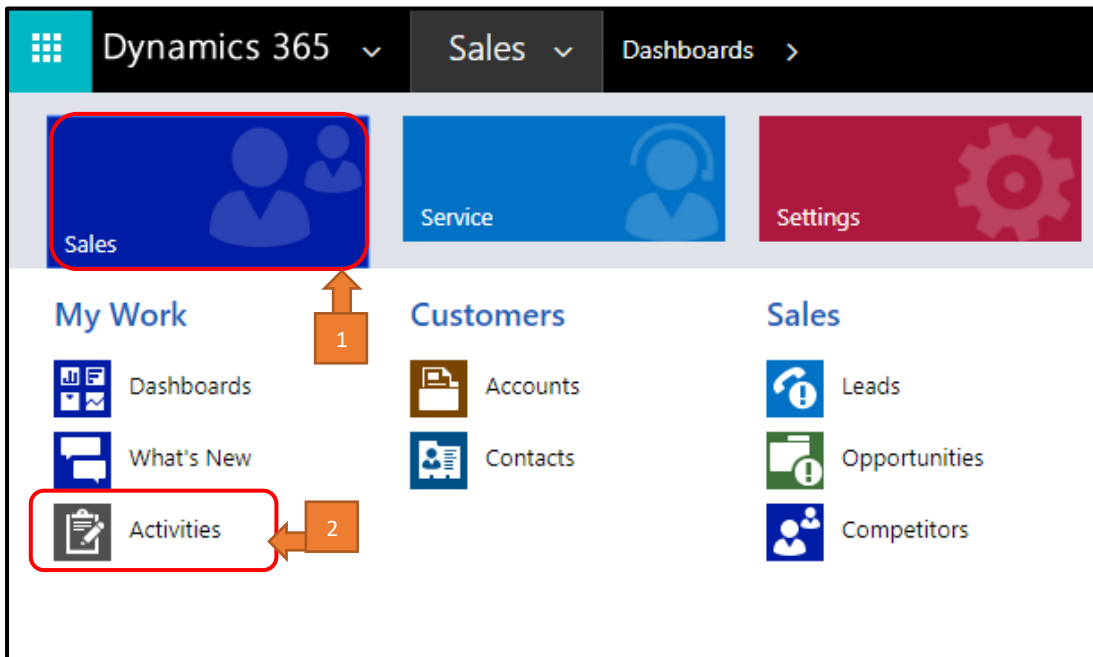 Dynamics 365 Sales Dashboards
Sales
Service
Settings
1
My Work
Dashboards
What's New
Activities
2
Customers
Accounts
Contacts
Sales
Leads
Opportunities
Competitors